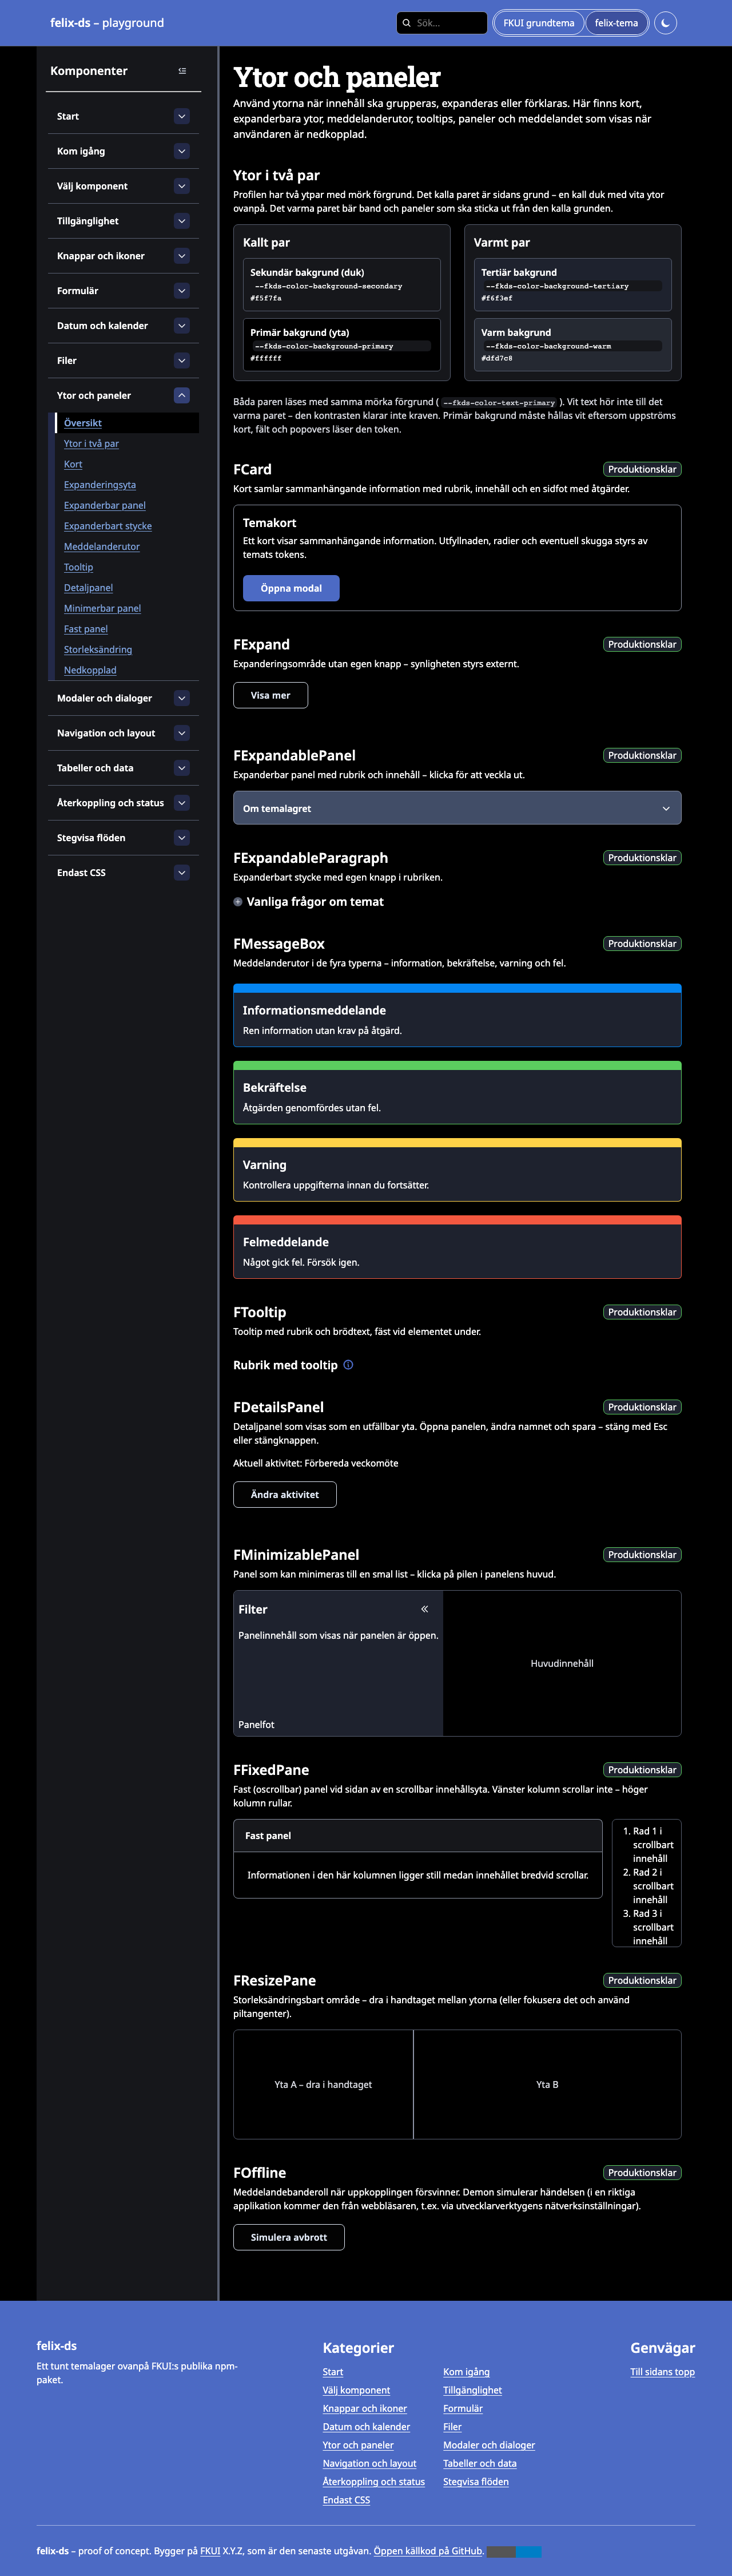 felix-ds – playground
Sök...
FKUI grundtema
felix-tema
Komponenter
Start
Kom igång
Välj komponent
Tillgänglighet
Knappar och ikoner
Formulär
Datum och kalender
Filer
Ytor och paneler
Översikt
Ytor i två par
Kort
Expanderingsyta
Expanderbar panel
Expanderbart stycke
Meddelanderutor
Tooltip
Detaljpanel
Minimerbar panel
Fast panel
Storleksändring
Nedkopplad
Modaler och dialoger
Navigation och layout
Tabeller och data
Återkoppling och status
Stegvisa flöden
Endast CSS
Ytor och paneler
Använd ytorna när innehåll ska grupperas, expanderas eller förklaras. Här finns kort,
expanderbara ytor, meddelanderutor, tooltips, paneler och meddelandet som visas när
användaren är nedkopplad.
Ytor i två par
Profilen har två ytpar med mörk förgrund. Det kalla paret är sidans grund – en kall duk med vita ytor
ovanpå. Det varma paret bär band och paneler som ska sticka ut från den kalla grunden.
Kallt par
Sekundär bakgrund (duk)
--fkds-color-background-secondary
#f5f7fa
Primär bakgrund (yta)
--fkds-color-background-primary
#ffffff
Varmt par
Tertiär bakgrund
--fkds-color-background-tertiary
#f6f3ef
Varm bakgrund
--fkds-color-background-warm
#dfd7c8
Båda paren läses med samma mörka förgrund ( --fkds-color-text-primary ). Vit text hör inte till det
varma paret – den kontrasten klarar inte kraven. Primär bakgrund måste hållas vit eftersom uppströms
kort, fält och popovers läser den token.
FCard
Produktionsklar
Kort samlar sammanhängande information med rubrik, innehåll och en sidfot med åtgärder.
Temakort
Ett kort visar sammanhängande information. Utfyllnaden, radier och eventuell skugga styrs av
temats tokens.
Öppna modal
FExpand
Produktionsklar
Expanderingsområde utan egen knapp – synligheten styrs externt.
Visa mer
FExpandablePanel
Produktionsklar
Expanderbar panel med rubrik och innehåll – klicka för att veckla ut.
Om temalagret
FExpandableParagraph
Produktionsklar
Expanderbart stycke med egen knapp i rubriken.
Vanliga frågor om temat
FMessageBox
Produktionsklar
Meddelanderutor i de fyra typerna – information, bekräftelse, varning och fel.
Informationsmeddelande
Ren information utan krav på åtgärd.
Bekräftelse
Åtgärden genomfördes utan fel.
Varning
Kontrollera uppgifterna innan du fortsätter.
Felmeddelande
Något gick fel. Försök igen.
FTooltip
Produktionsklar
Tooltip med rubrik og brödtext, fäst vid elementet under.
Rubrik med tooltip
FDetailsPanel
Produktionsklar
Detaljpanel som visas som en utfällbar yta. Öppna panelen, ändra namnet och spara – stäng med Esc
eller stängknappen.
Aktuell aktivitet: Förbereda veckomöte
Ändra aktivitet
FMinimizablePanel
Produktionsklar
Panel som kan minimeras till en smal list – klicka på pilen i panelens huvud.
Filter
Panelinnehåll som visas när panelen är öppen.
Panelfot
Huvudinnehåll
FFixedPane
Produktionsklar
Fast (oscrollbar) panel vid sidan av en scrollbar innehållsyta. Vänster kolumn scrollar inte – höger
kolumn rullar.
Fast panel
Informationen i den här kolumnen ligger still medan innehållet bredvid scrollar.
1. Rad 1 i
scrollbart
innehåll
2. Rad 2 i
scrollbart
innehåll
3. Rad 3 i
scrollbart
innehåll
FResizePane
Produktionsklar
Storleksändringsbart område – dra i handtaget mellan ytorna (eller fokusera det och använd
piltangenter).
Yta A – dra i handtaget
Yta B
FOffline
Produktionsklar
Meddelandebanderoll när uppkopplingen försvinner. Demon simulerar händelsen (i en riktiga
applikation kommer den från webbläsaren, t.ex. via utvecklarverktygens nätverksinställningar).
Simulera avbrott
felix-ds
Ett tunt temalager ovanpå FKUI:s publika npm-
paket.
Kategorier
Start
Kom igång
Välj komponent
Tillgänglighet
Knappar och ikoner
Formulär
Datum och kalender
Filer
Ytor och paneler
Modaler och dialoger
Navigation och layout
Tabeller och data
Återkoppling och status
Stegvisa flöden
Endast CSS
Genvägar
Till sidans topp
felix-ds – proof of concept. Bygger på FKUI X.Y.Z, som är den senaste utgåvan. Öppen källkod på GitHub.